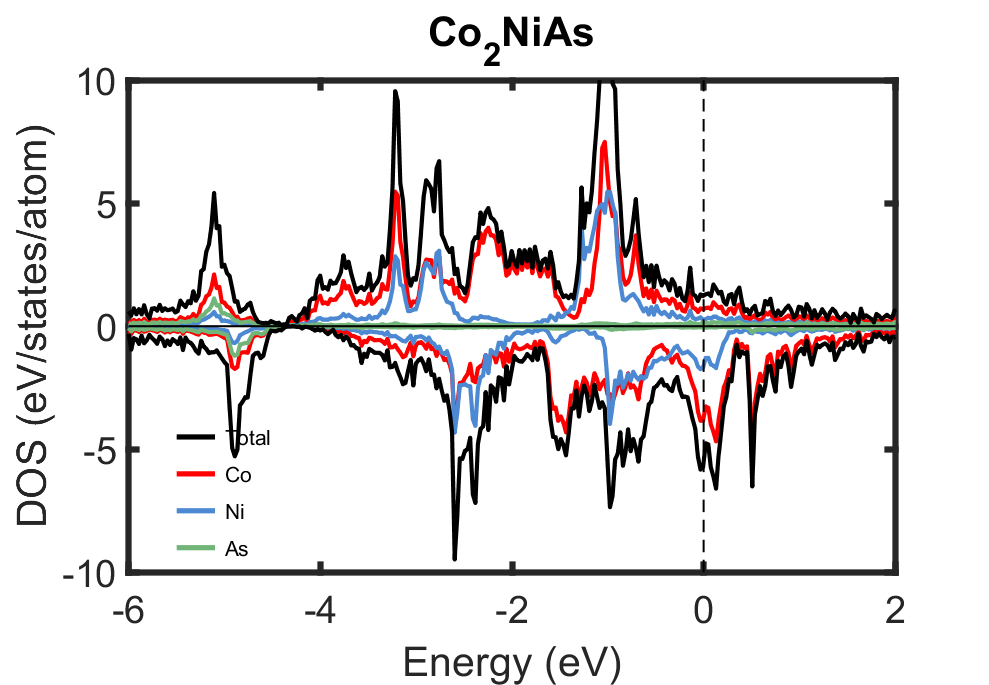 Co₂NiAs
DOS (eV/states/atom)
10
5
0
-5
-10
Total
Co
Ni
As
-6 -4 -2 0 2
Energy (eV)